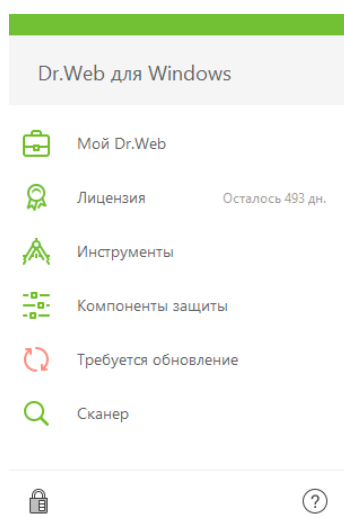 Dr.Web для Windows
Мой Dr.Web
Лицензия Осталось 493 дн.
Инструменты
Компоненты защиты
Требуется обновление
Сканер
?